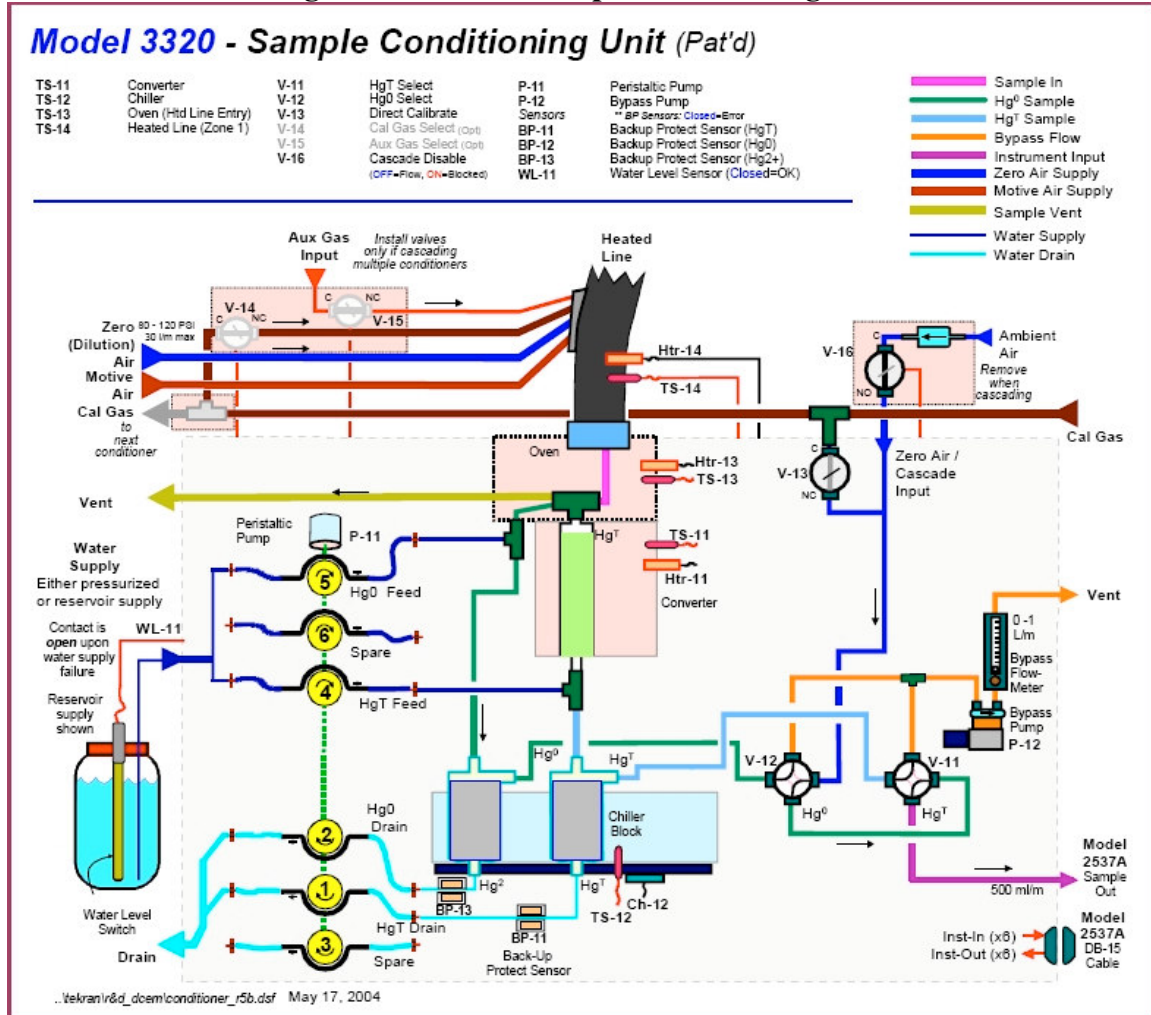 Model 3320 - Sample Conditioning Unit (Pat'd)
TS-11 Converter
TS-12 Chiller
TS-13 Oven (Htd Line Entry)
TS-14 Heated Line (Zone 1)
V-11 HgT Select
V-12 Hg0 Select
V-13 Direct Calibrate
V-14 Cal Gas Select (Opt)
V-15 Aux Gas Select (Opt)
V-16 Cascade Disable
(OFF=Flow, ON=Blocked)
P-11 Peristaltic Pump
P-12 Bypass Pump
Sensors ** BP Sensors: Closed=Error
BP-11 Backup Protect Sensor (HgT)
BP-12 Backup Protect Sensor (Hg0)
BP-13 Backup Protect Sensor (Hg2+)
WL-11 Water Level Sensor (Closed=OK)
Sample In
Hg⁰ Sample
Hgᵀ Sample
Bypass Flow
Instrument Input
Zero Air Supply
Motive Air Supply
Sample Vent
Water Supply
Water Drain
Aux Gas
Input
Install valves
only if cascading
multiple conditioners
Heated
Line
C
NC
V-14
C
NC
V-15
Zero 80 - 120 PSI
(Dilution) 30 l/m max
Air
Motive
Air
Cal Gas
to
next
conditioner
Htr-14
TS-14
V-16
C
NO
Ambient
Air
Remove
when
cascading
Cal Gas
Oven
Htr-13
TS-13
C
V-13
NC
Zero Air /
Cascade
Input
Vent
Peristaltic
Pump
P-11
Hgᵀ
TS-11
Htr-11
Converter
Water
Supply
Either pressurized
or reservoir supply
5
Hg0 Feed
6
Spare
4
HgT Feed
Contact is
open upon
water supply
failure
WL-11
Reservoir
supply
shown
Vent
0 -1
L/m
Bypass
Flow-
Meter
Bypass
Pump
P-12
Hg⁰
Hgᵀ
V-12
V-11
Hg⁰
Hgᵀ
Chiller
Block
Hg0
Drain
2
1
HgT Drain
3
Spare
Hg²
Hgᵀ
BP-13
BP-11
Back-Up
Protect Sensor
TS-12
Ch-12
Water Level
Switch
Drain
500 ml/m
Model
2537A
Sample
Out
Inst-In (x6)
Inst-Out (x6)
Model
2537A
DB-15
Cable
..\tekran\r&d_dcem\conditioner_r5b.dsf May 17, 2004